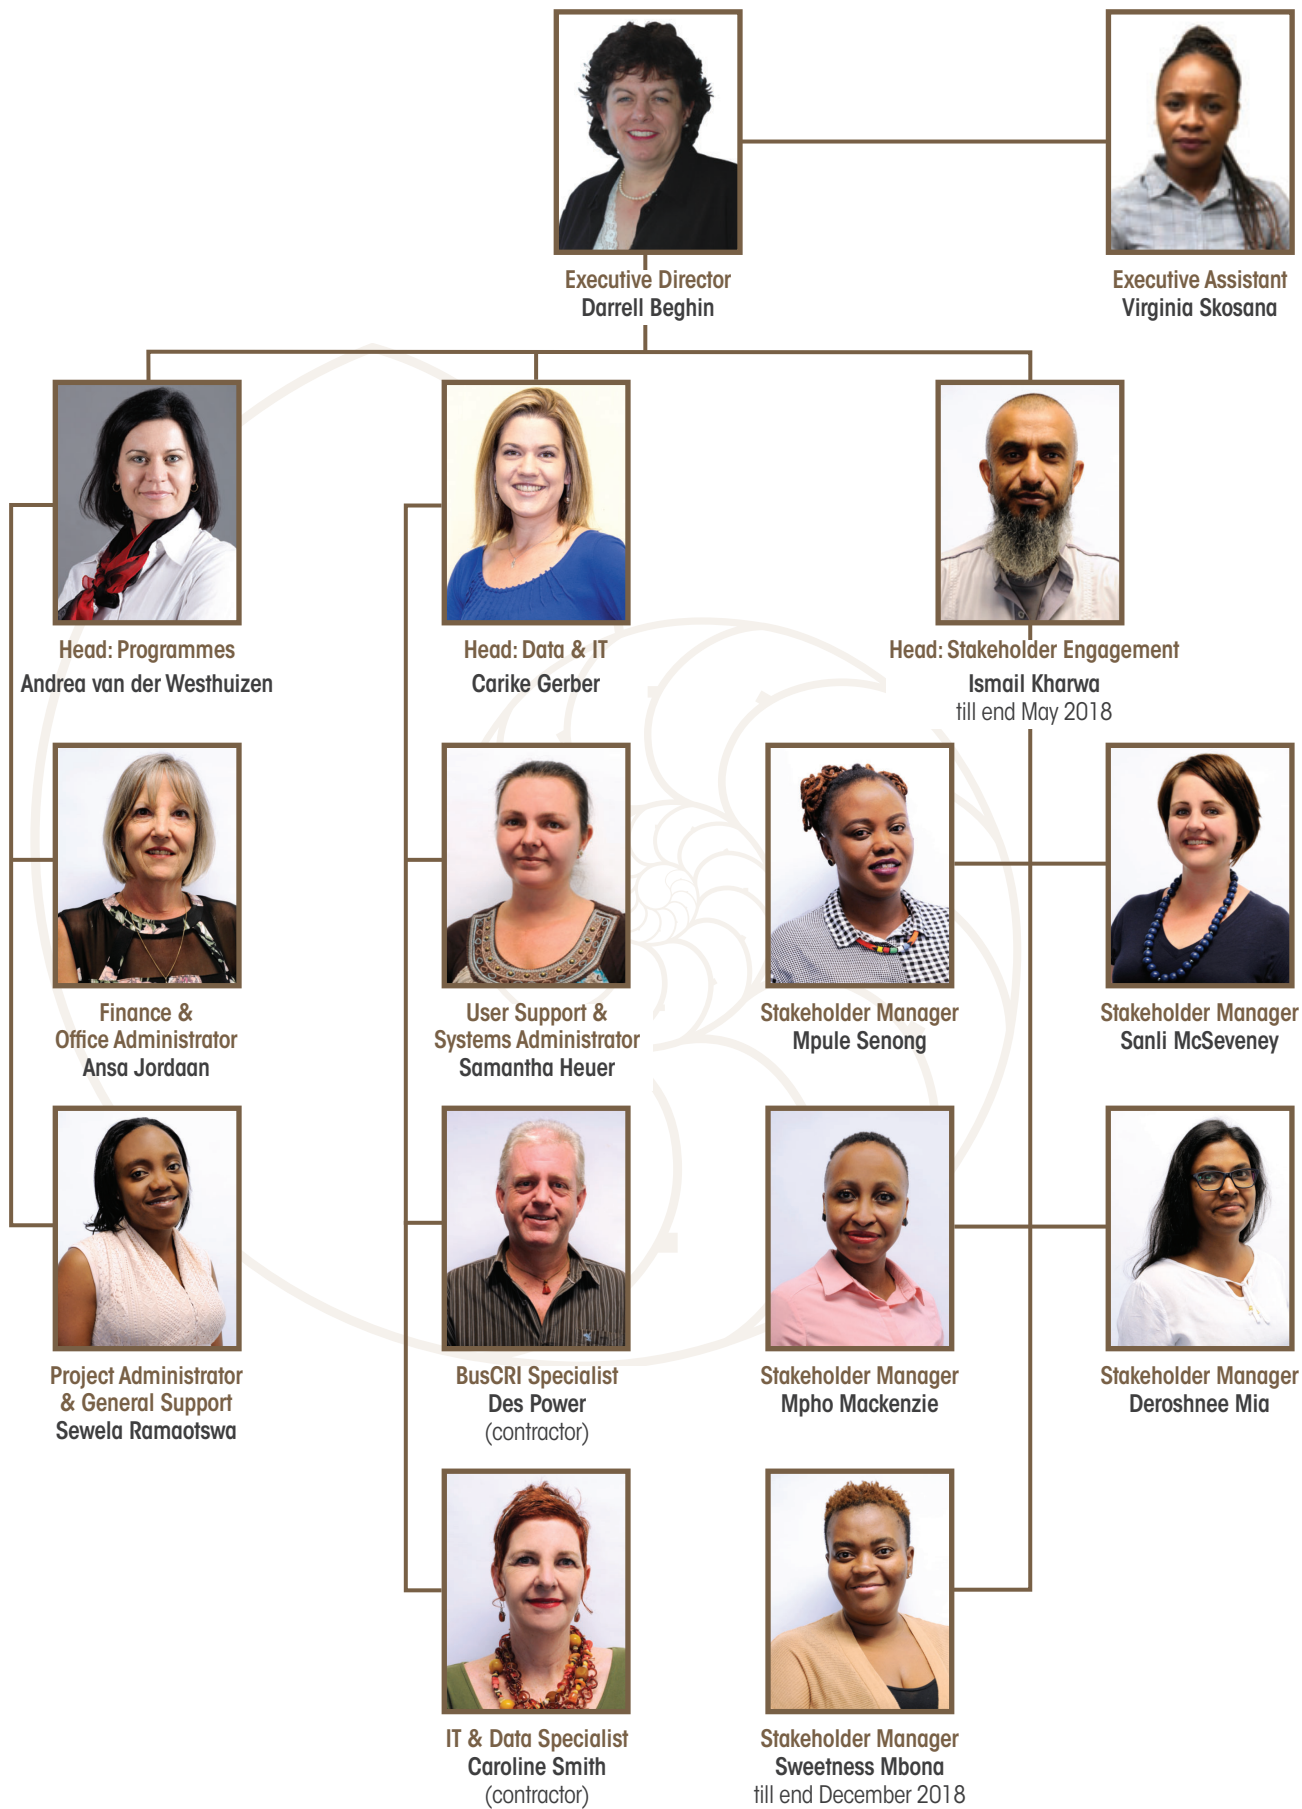 Executive Director
Darrell Beghin
Executive Assistant
Virginia Skosana
Head: Programmes
Andrea van der Westhuizen
Head: Data & IT
Carike Gerber
Head: Stakeholder Engagement
Ismail Kharwa
till end May 2018
Finance &
Office Administrator
Ansa Jordaan
User Support &
Systems Administrator
Samantha Heuer
Stakeholder Manager
Mpule Senong
Stakeholder Manager
Sanli McSeveney
Project Administrator
& General Support
Sewela Ramaotswa
BusCRI Specialist
Des Power
(contractor)
Stakeholder Manager
Mpho Mackenzie
Stakeholder Manager
Deroshnee Mia
IT & Data Specialist
Caroline Smith
(contractor)
Stakeholder Manager
Sweetness Mbona
till end December 2018